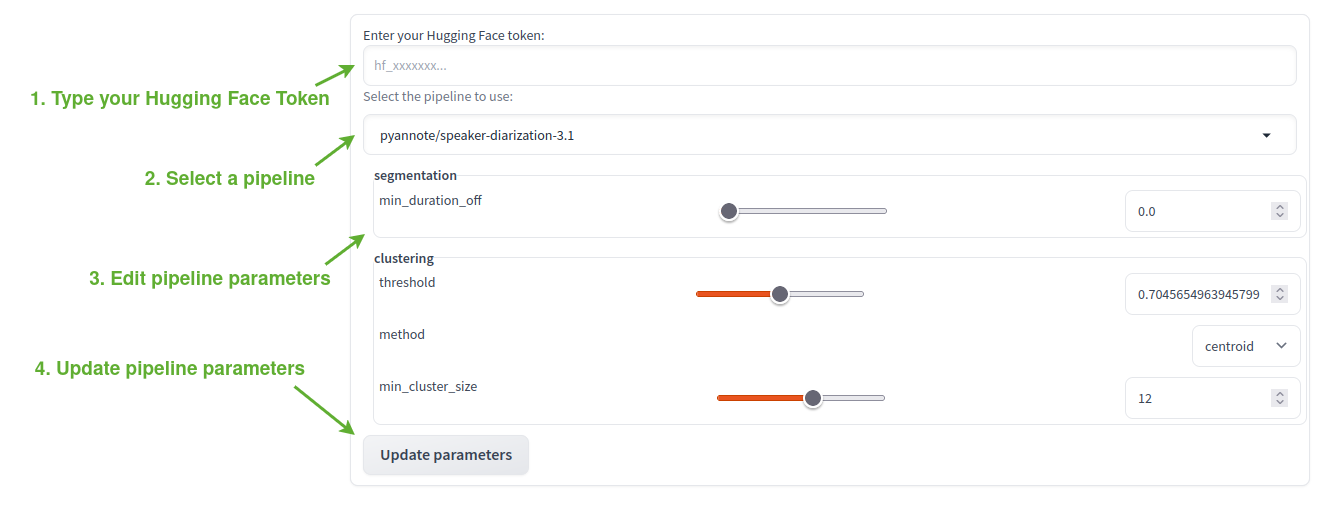 Enter your Hugging Face token:
hf_xxxxxxx...
1. Type your Hugging Face Token
Select the pipeline to use:
pyannote/speaker-diarization-3.1
2. Select a pipeline
segmentation
min_duration_off
0.0
3. Edit pipeline parameters
clustering
threshold
0.7045654963945799
method
centroid
4. Update pipeline parameters
min_cluster_size
12
Update parameters